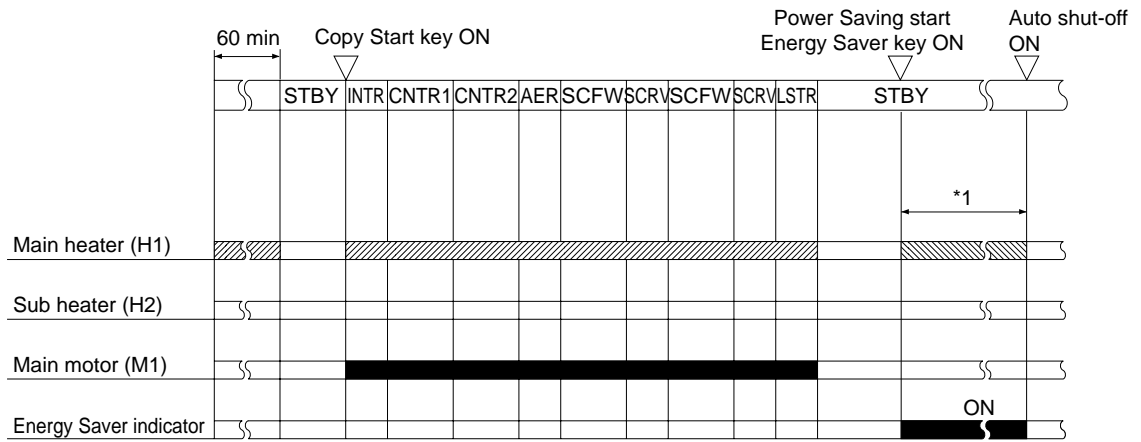 Power Saving start
Auto shut-off
60 min
Copy Start key ON
Energy Saver key ON
ON
STBY INTR CNTR1 CNTR2 AER SCFW SCRV SCFW SCRV LSTR STBY
*1
Main heater (H1)
Sub heater (H2)
Main motor (M1)
ON
Energy Saver indicator